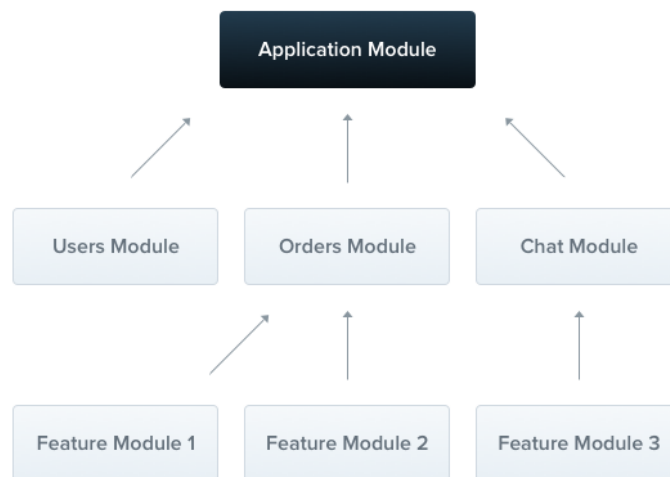 Application Module
Users Module
Orders Module
Chat Module
Feature Module 1
Feature Module 2
Feature Module 3